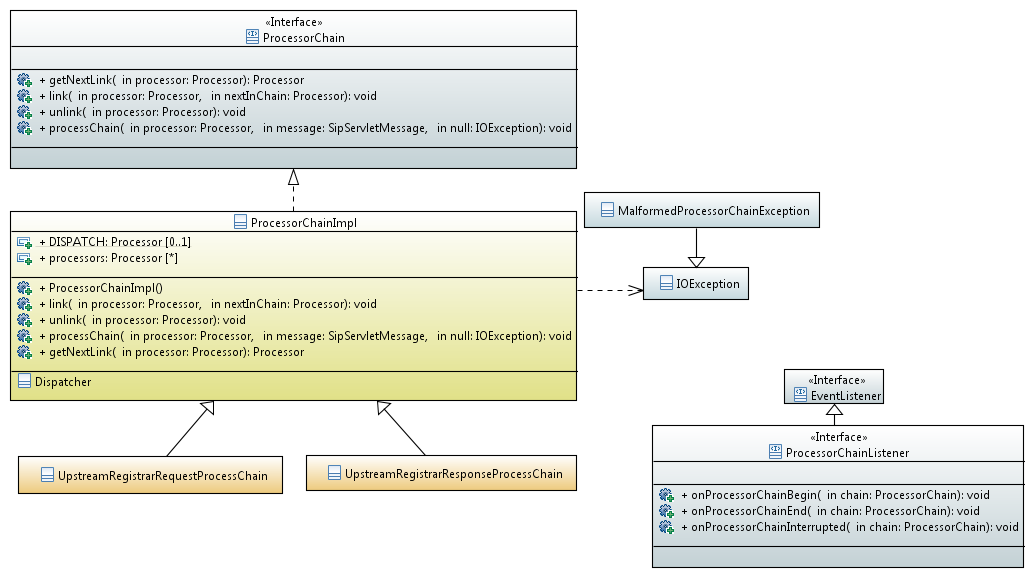 «Interface»
ProcessorChain
+ getNextLink( in processor: Processor): Processor
+ link( in processor: Processor, in nextInChain: Processor): void
+ unlink( in processor: Processor): void
+ processChain( in processor: Processor, in message: SipServletMessage, in null: IOException): void
ProcessorChainImpl
+ DISPATCH: Processor [0..1]
+ processors: Processor [*]
+ ProcessorChainImpl()
+ link( in processor: Processor, in nextInChain: Processor): void
+ unlink( in processor: Processor): void
+ processChain( in processor: Processor, in message: SipServletMessage, in null: IOException): void
+ getNextLink( in processor: Processor): Processor
Dispatcher
MalformedProcessorChainException
IOException
UpstreamRegistrarRequestProcessChain
UpstreamRegistrarResponseProcessChain
«Interface»
EventListener
«Interface»
ProcessorChainListener
+ onProcessorChainBegin( in chain: ProcessorChain): void
+ onProcessorChainEnd( in chain: ProcessorChain): void
+ onProcessorChainInterrupted( in chain: ProcessorChain): void